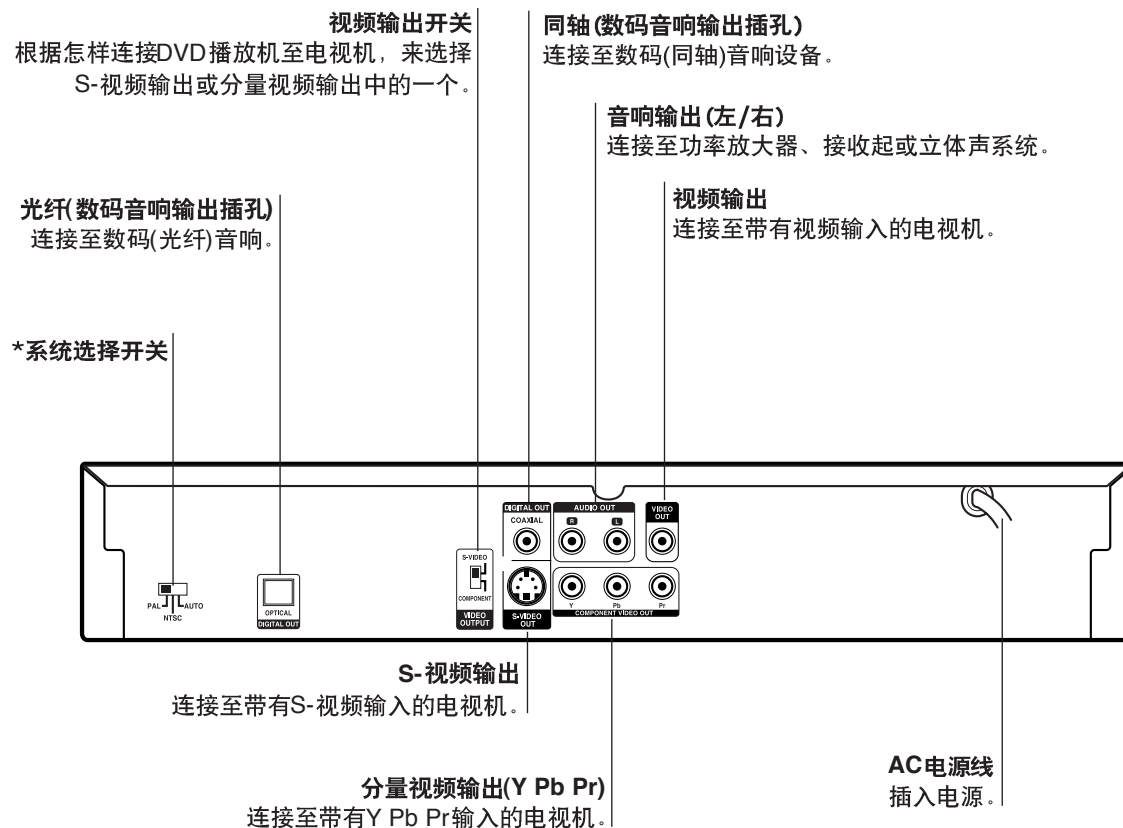 视频输出开关
根据怎样连接DVD播放机至电视机，来选择
S-视频输出或分量视频输出中的一个。
同轴(数码音响输出插孔)
连接至数码(同轴)音响设备。
音响输出(左/右)
连接至功率放大器、接收起或立体声系统。
视频输出
连接至带有视频输入的电视机。
光纤(数码音响输出插孔)
连接至数码(光纤)音响。
*系统选择开关
PAL
NTSC
AUTO
OPTICAL
DIGITAL OUT
S-VIDEO
COMPONENT
VIDEO
OUTPUT
DIGITAL OUT
COAXIAL
S-VIDEO
OUT
AUDIO OUT
R
L
VIDEO
OUT
Y
Pb
Pr
COMPONENT VIDEO OUT
S-视频输出
连接至带有S-视频输入的电视机。
分量视频输出(Y Pb Pr)
连接至带有Y Pb Pr输入的电视机。
AC电源线
插入电源。